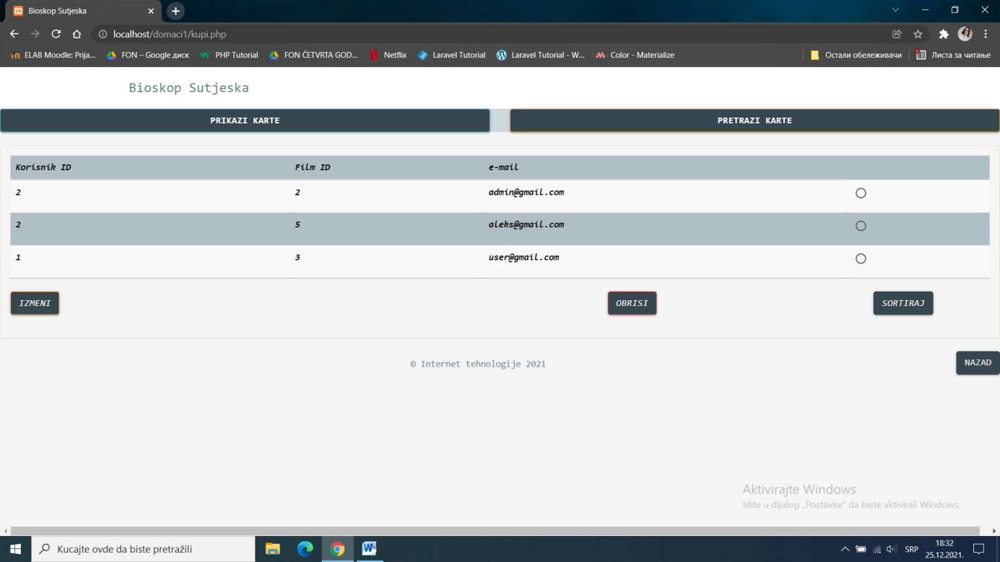 Bioskop Sutjeska
localhost/domaci1/kupi.php
ELAB Moodle: Prija... FON – Google диск PHP Tutorial FON ČETVRTA GOD... Netflix Laravel Tutorial Laravel Tutorial - W... Color - Materialize Остали обележивачи Листа за читање
Bioskop Sutjeska
PRIKAZI KARTE PRETRAZI KARTE
Korisnik ID Film ID e-mail
2 2 admin@gmail.com
2 5 aleks@gmail.com
1 3 user@gmail.com
IZMENI OBRISI SORTIRAJ
© Internet tehnologije 2021
NAZAD
Aktivirajte Windows
Idite u dijalog „Postavke“ da biste aktivirali Windows.
Kucajte ovde da biste pretražili
SRP
18:32
25.12.2021.